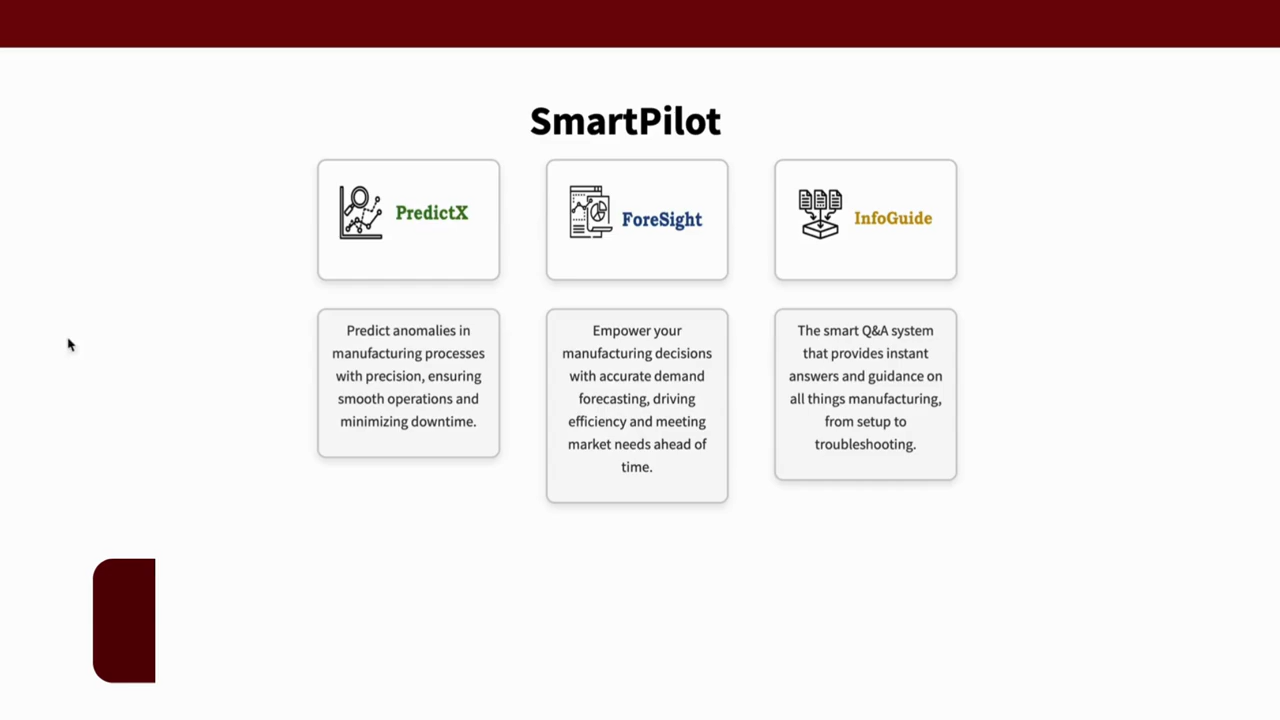 SmartPilot
PredictX
ForeSight
InfoGuide
Predict anomalies in
manufacturing processes
with precision, ensuring
smooth operations and
minimizing downtime.
Empower your
manufacturing decisions
with accurate demand
forecasting, driving
efficiency and meeting
market needs ahead of
time.
The smart Q&A system
that provides instant
answers and guidance on
all things manufacturing,
from setup to
troubleshooting.